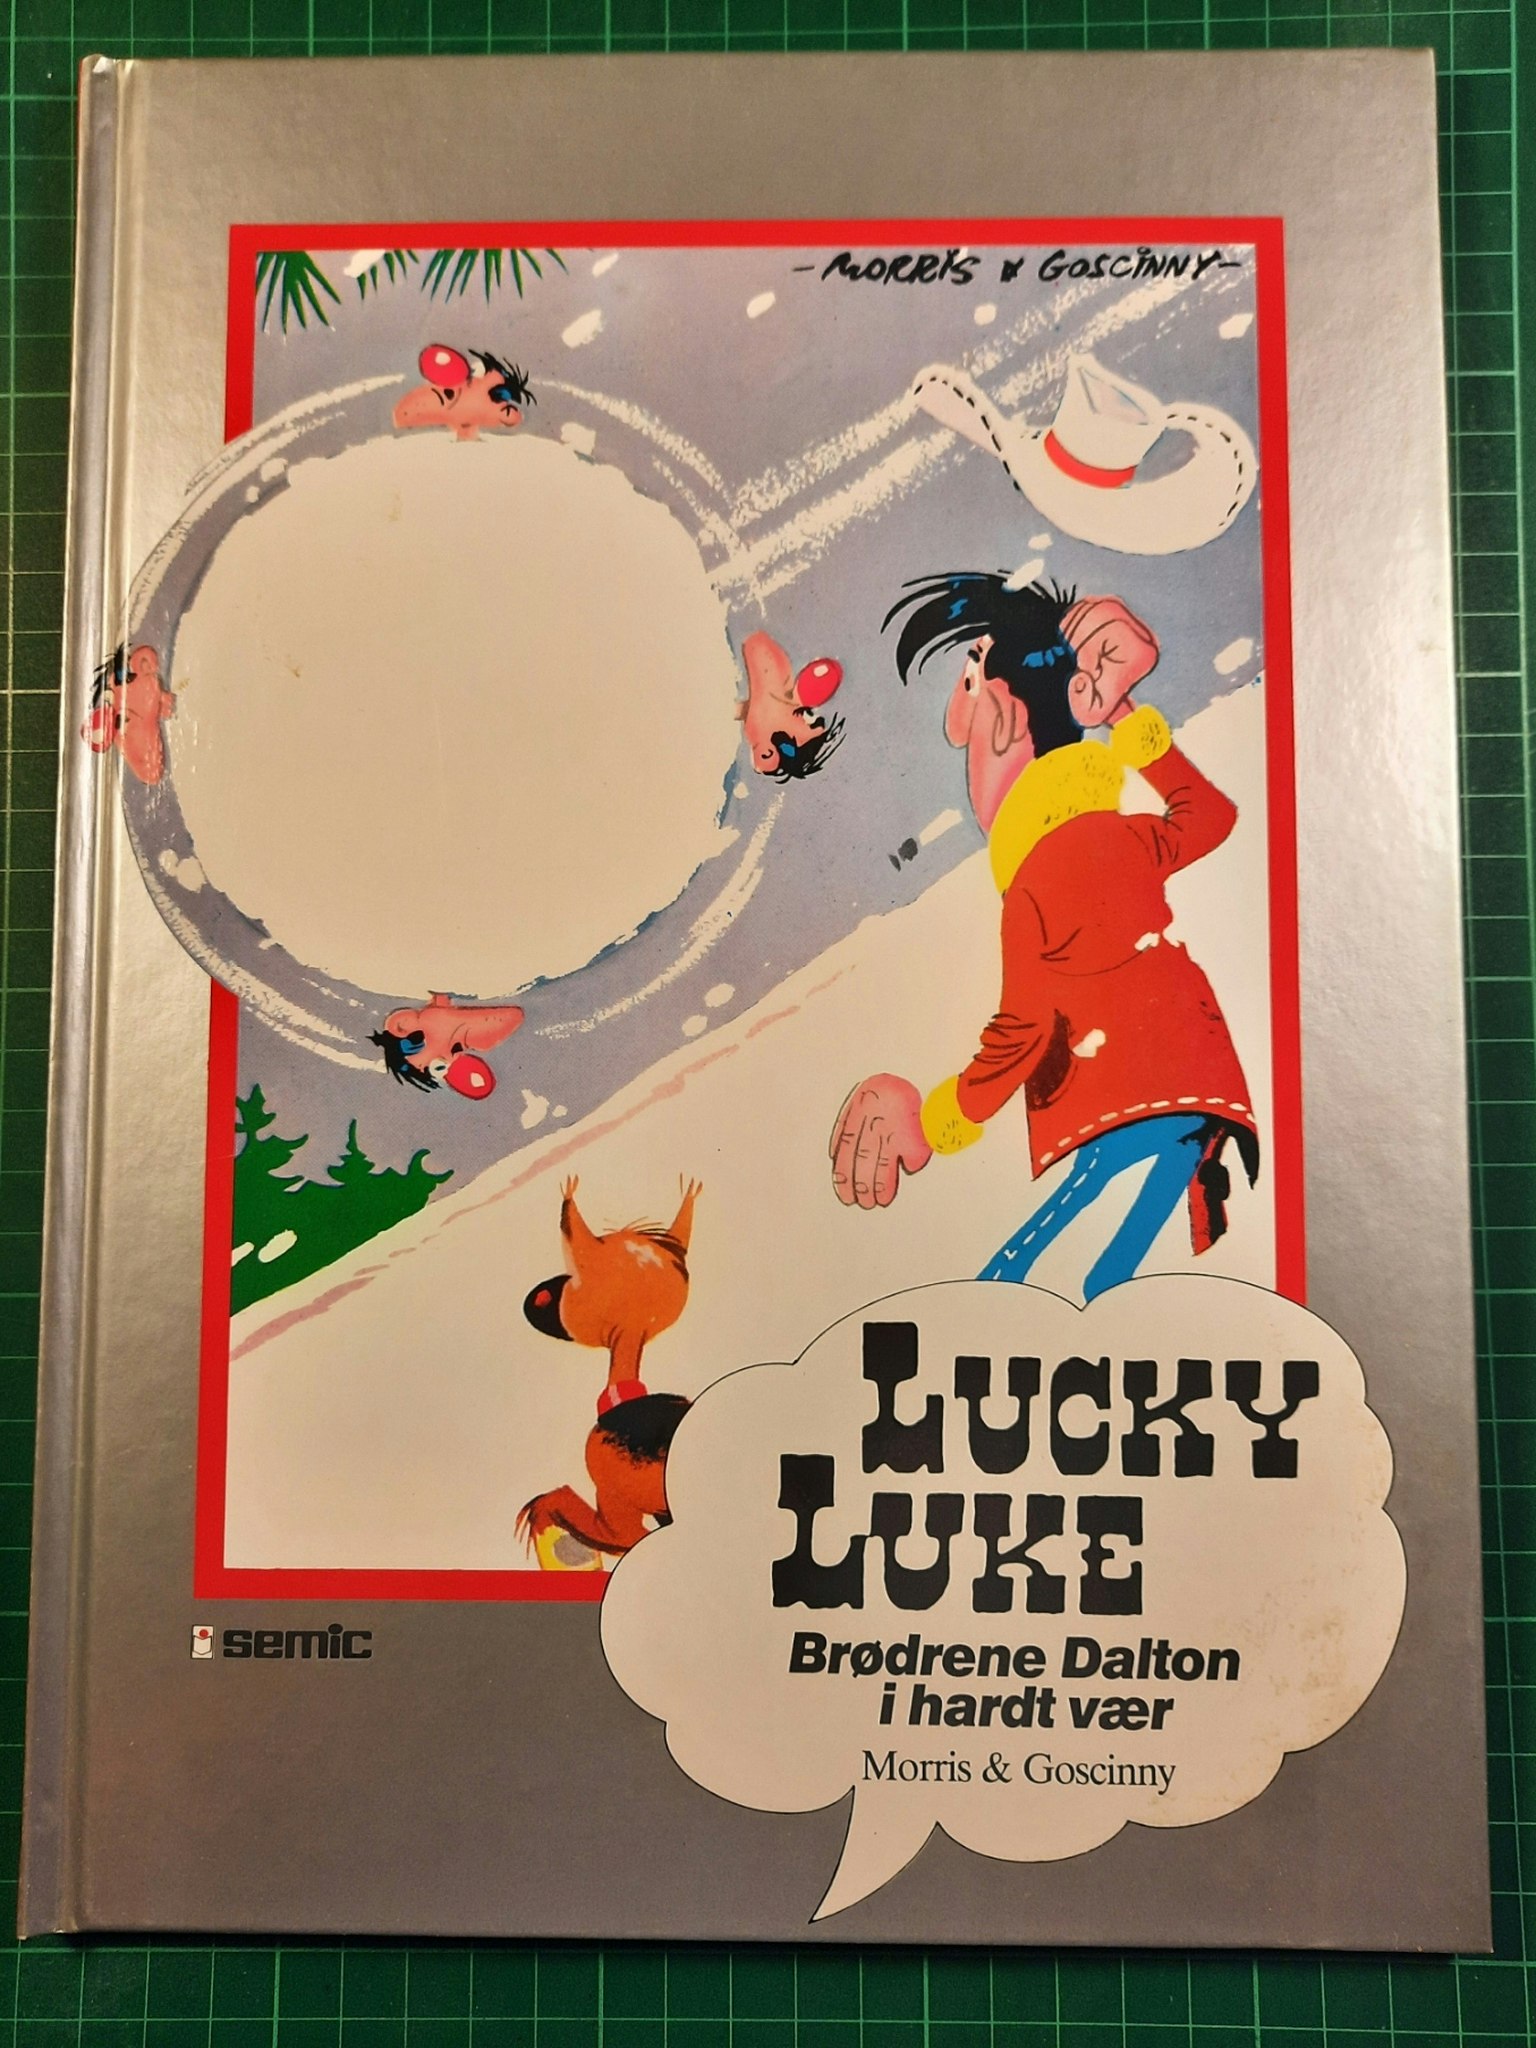 -MORRIS & GOSCINNY-
LUCKY
LUKE
Brødrene Dalton
i hardt vær
Morris & Goscinny
semic